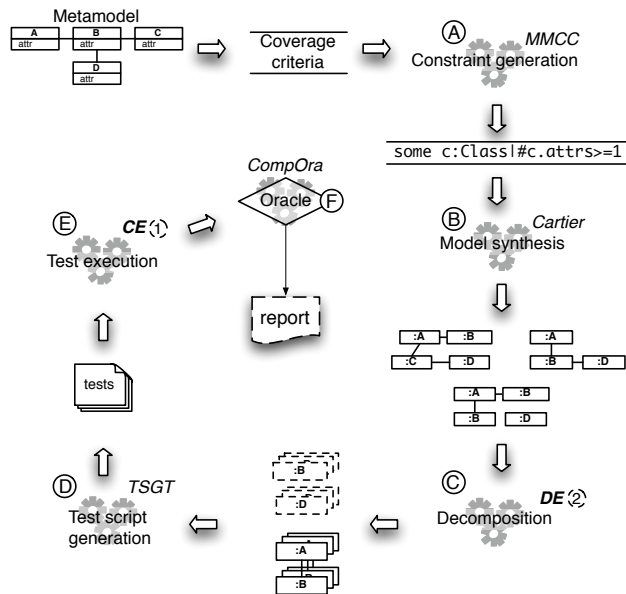 Metamodel
A B C
attr attr attr
D
attr
Coverage
criteria
A MMCC
Constraint generation
some c:Class|#c.attrs>=1
B Cartier
Model synthesis
:A :B
:C :D
:A
:B :D
:A :B
:B :D
C DE 2
Decomposition
:B
:D
:A
:B
D TSGT
Test script
generation
tests
E CE 1
Test execution
CompOra
Oracle F
report